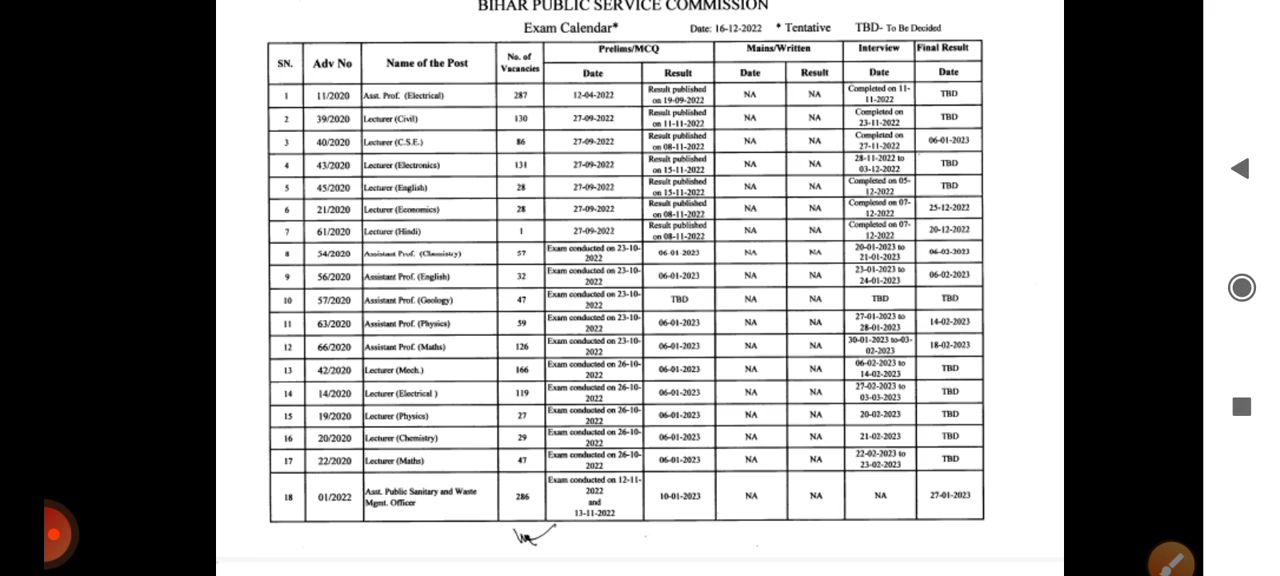 BIHAR PUBLIC SERVICE COMMISSION
Exam Calendar* Date: 16-12-2022 * Tentative TBD- To Be Decided
SN. Adv No Name of the Post No. of Vacancies Prelims/MCQ Mains/Written Interview Final Result
Date Result Date Result Date Date
1 11/2020 Asst. Prof. (Electrical) 287 12-04-2022 Result published on 19-09-2022 NA NA Completed on 11-11-2022 TBD
2 39/2020 Lecturer (Civil) 130 27-09-2022 Result published on 11-11-2022 NA NA Completed on 23-11-2022 TBD
3 40/2020 Lecturer (C.S.E.) 86 27-09-2022 Result published on 08-11-2022 NA NA Completed on 27-11-2022 06-01-2023
4 43/2020 Lecturer (Electronics) 131 27-09-2022 Result published on 15-11-2022 NA NA 28-11-2022 to 03-12-2022 TBD
5 45/2020 Lecturer (English) 28 27-09-2022 Result published on 15-11-2022 NA NA Completed on 05-12-2022 TBD
6 21/2020 Lecturer (Economics) 28 27-09-2022 Result published on 08-11-2022 NA NA Completed on 07-12-2022 25-12-2022
7 61/2020 Lecturer (Hindi) 1 27-09-2022 Result published on 08-11-2022 NA NA Completed on 07-12-2022 20-12-2022
8 54/2020 Assistant Prof. (Chemistry) 57 Exam conducted on 23-10-2022 06-01-2023 NA NA 20-01-2023 to 21-01-2023 06-02-2023
9 56/2020 Assistant Prof. (English) 32 Exam conducted on 23-10-2022 06-01-2023 NA NA 23-01-2023 to 24-01-2023 06-02-2023
10 57/2020 Assistant Prof. (Geology) 47 Exam conducted on 23-10-2022 TBD NA NA TBD TBD
11 63/2020 Assistant Prof. (Physics) 59 Exam conducted on 23-10-2022 06-01-2023 NA NA 27-01-2023 to 28-01-2023 14-02-2023
12 66/2020 Assistant Prof. (Maths) 126 Exam conducted on 23-10-2022 06-01-2023 NA NA 30-01-2023 to 03-02-2023 18-02-2023
13 42/2020 Lecturer (Mech.) 166 Exam conducted on 26-10-2022 06-01-2023 NA NA 06-02-2023 to 14-02-2023 TBD
14 14/2020 Lecturer (Electrical ) 119 Exam conducted on 26-10-2022 06-01-2023 NA NA 27-02-2023 to 03-03-2023 TBD
15 19/2020 Lecturer (Physics) 27 Exam conducted on 26-10-2022 06-01-2023 NA NA 20-02-2023 TBD
16 20/2020 Lecturer (Chemistry) 29 Exam conducted on 26-10-2022 06-01-2023 NA NA 21-02-2023 TBD
17 22/2020 Lecturer (Maths) 47 Exam conducted on 26-10-2022 06-01-2023 NA NA 22-02-2023 to 23-02-2023 TBD
18 01/2022 Asst. Public Sanitary and Waste Mgmt. Officer 286 Exam conducted on 12-11-2022 and 13-11-2022 10-01-2023 NA NA NA 27-01-2023